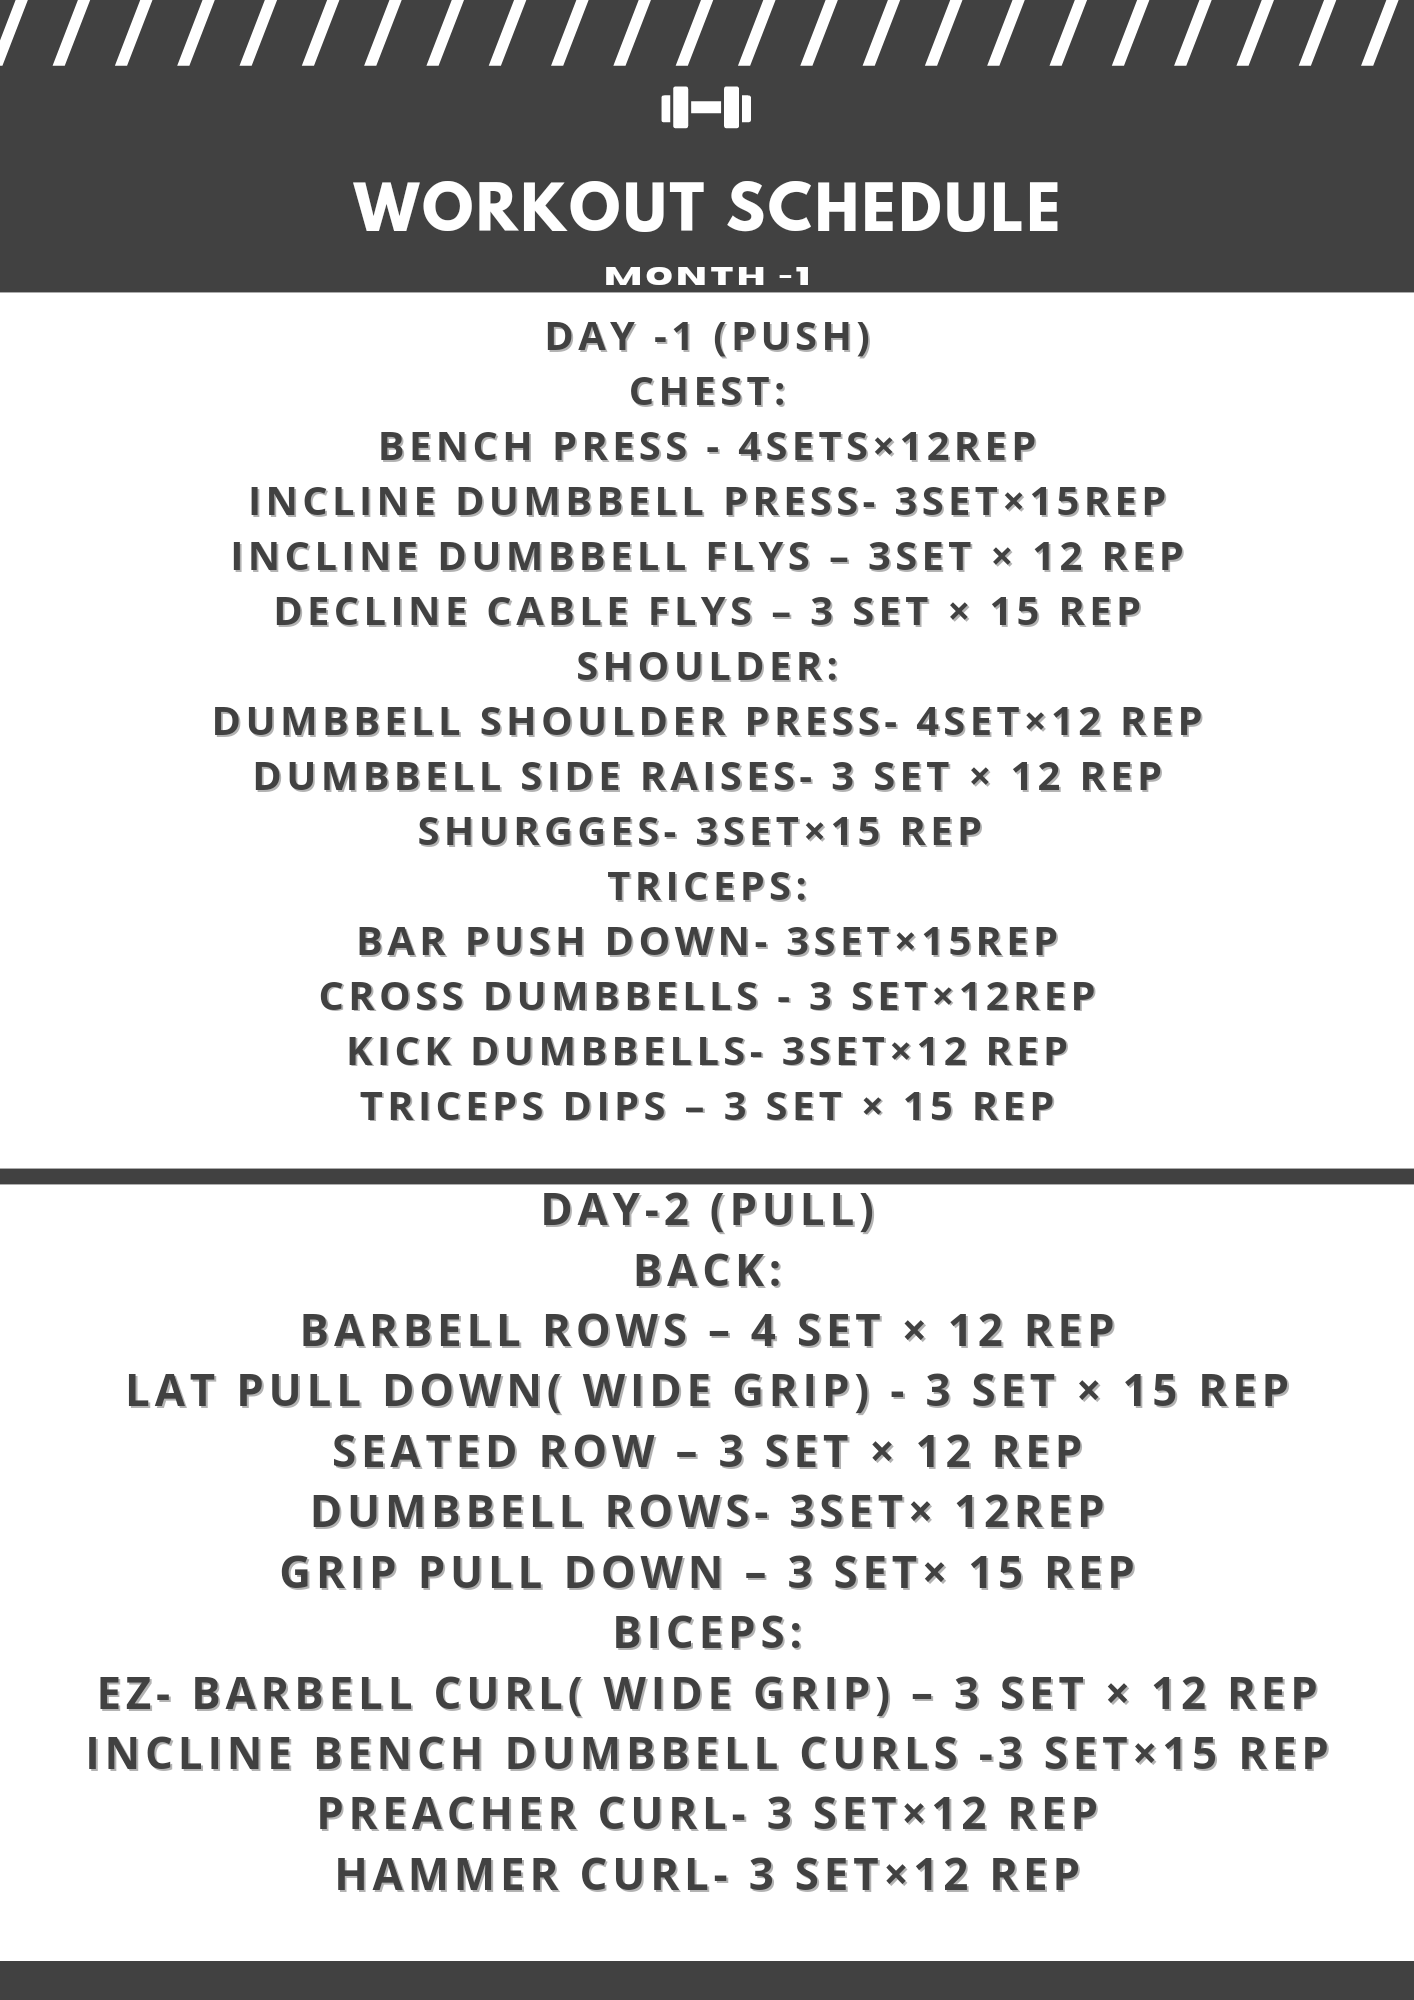 WORKOUT SCHEDULE
MONTH -1
DAY -1 (PUSH)
CHEST:
BENCH PRESS - 4SETS×12REP
INCLINE DUMBBELL PRESS- 3SET×15REP
INCLINE DUMBBELL FLYS – 3SET × 12 REP
DECLINE CABLE FLYS – 3 SET × 15 REP
SHOULDER:
DUMBBELL SHOULDER PRESS- 4SET×12 REP
DUMBBELL SIDE RAISES- 3 SET × 12 REP
SHURGGES- 3SET×15 REP
TRICEPS:
BAR PUSH DOWN- 3SET×15REP
CROSS DUMBBELLS - 3 SET×12REP
KICK DUMBBELLS- 3SET×12 REP
TRICEPS DIPS – 3 SET × 15 REP
DAY-2 (PULL)
BACK:
BARBELL ROWS – 4 SET × 12 REP
LAT PULL DOWN( WIDE GRIP) - 3 SET × 15 REP
SEATED ROW – 3 SET × 12 REP
DUMBBELL ROWS- 3SET× 12REP
GRIP PULL DOWN – 3 SET× 15 REP
BICEPS:
EZ- BARBELL CURL( WIDE GRIP) – 3 SET × 12 REP
INCLINE BENCH DUMBBELL CURLS -3 SET×15 REP
PREACHER CURL- 3 SET×12 REP
HAMMER CURL- 3 SET×12 REP